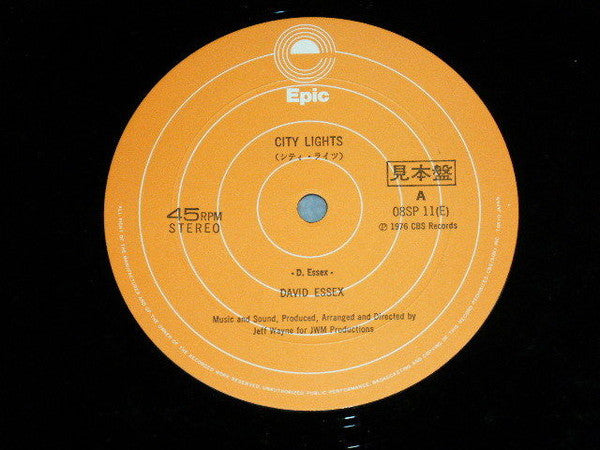 Epic
CITY LIGHTS
(シティ・ライツ)
見本盤
A
45RPM
STEREO
08SP 11(E)
℗ 1976 CBS Records
- D. Essex -
DAVID ESSEX
Music and Sound, Produced, Arranged and Directed by
Jeff Wayne for JWM Productions